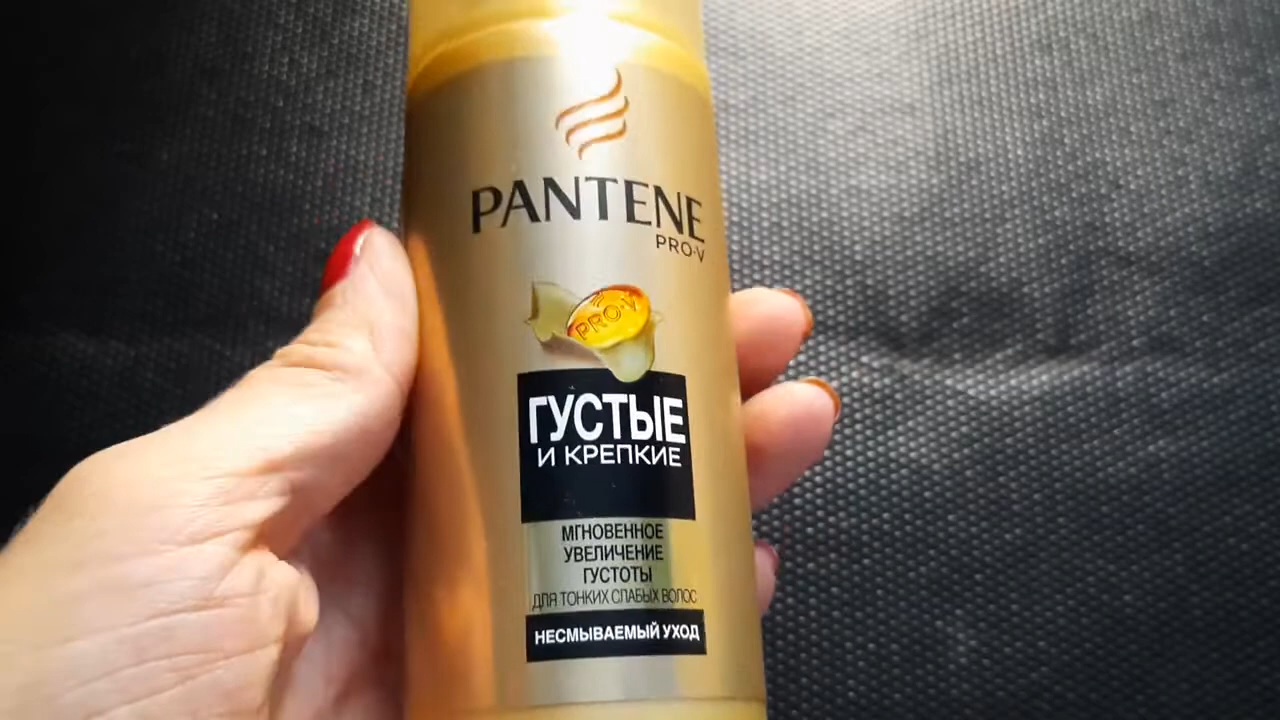 PANTENE
PRO-V
PRO-V
ГУСТЫЕ
И КРЕПКИЕ
МГНОВЕННОЕ
УВЕЛИЧЕНИЕ
ГУСТОТЫ
ДЛЯ ТОНКИХ СЛАБЫХ ВОЛОС
НЕСМЫВАЕМЫЙ УХОД